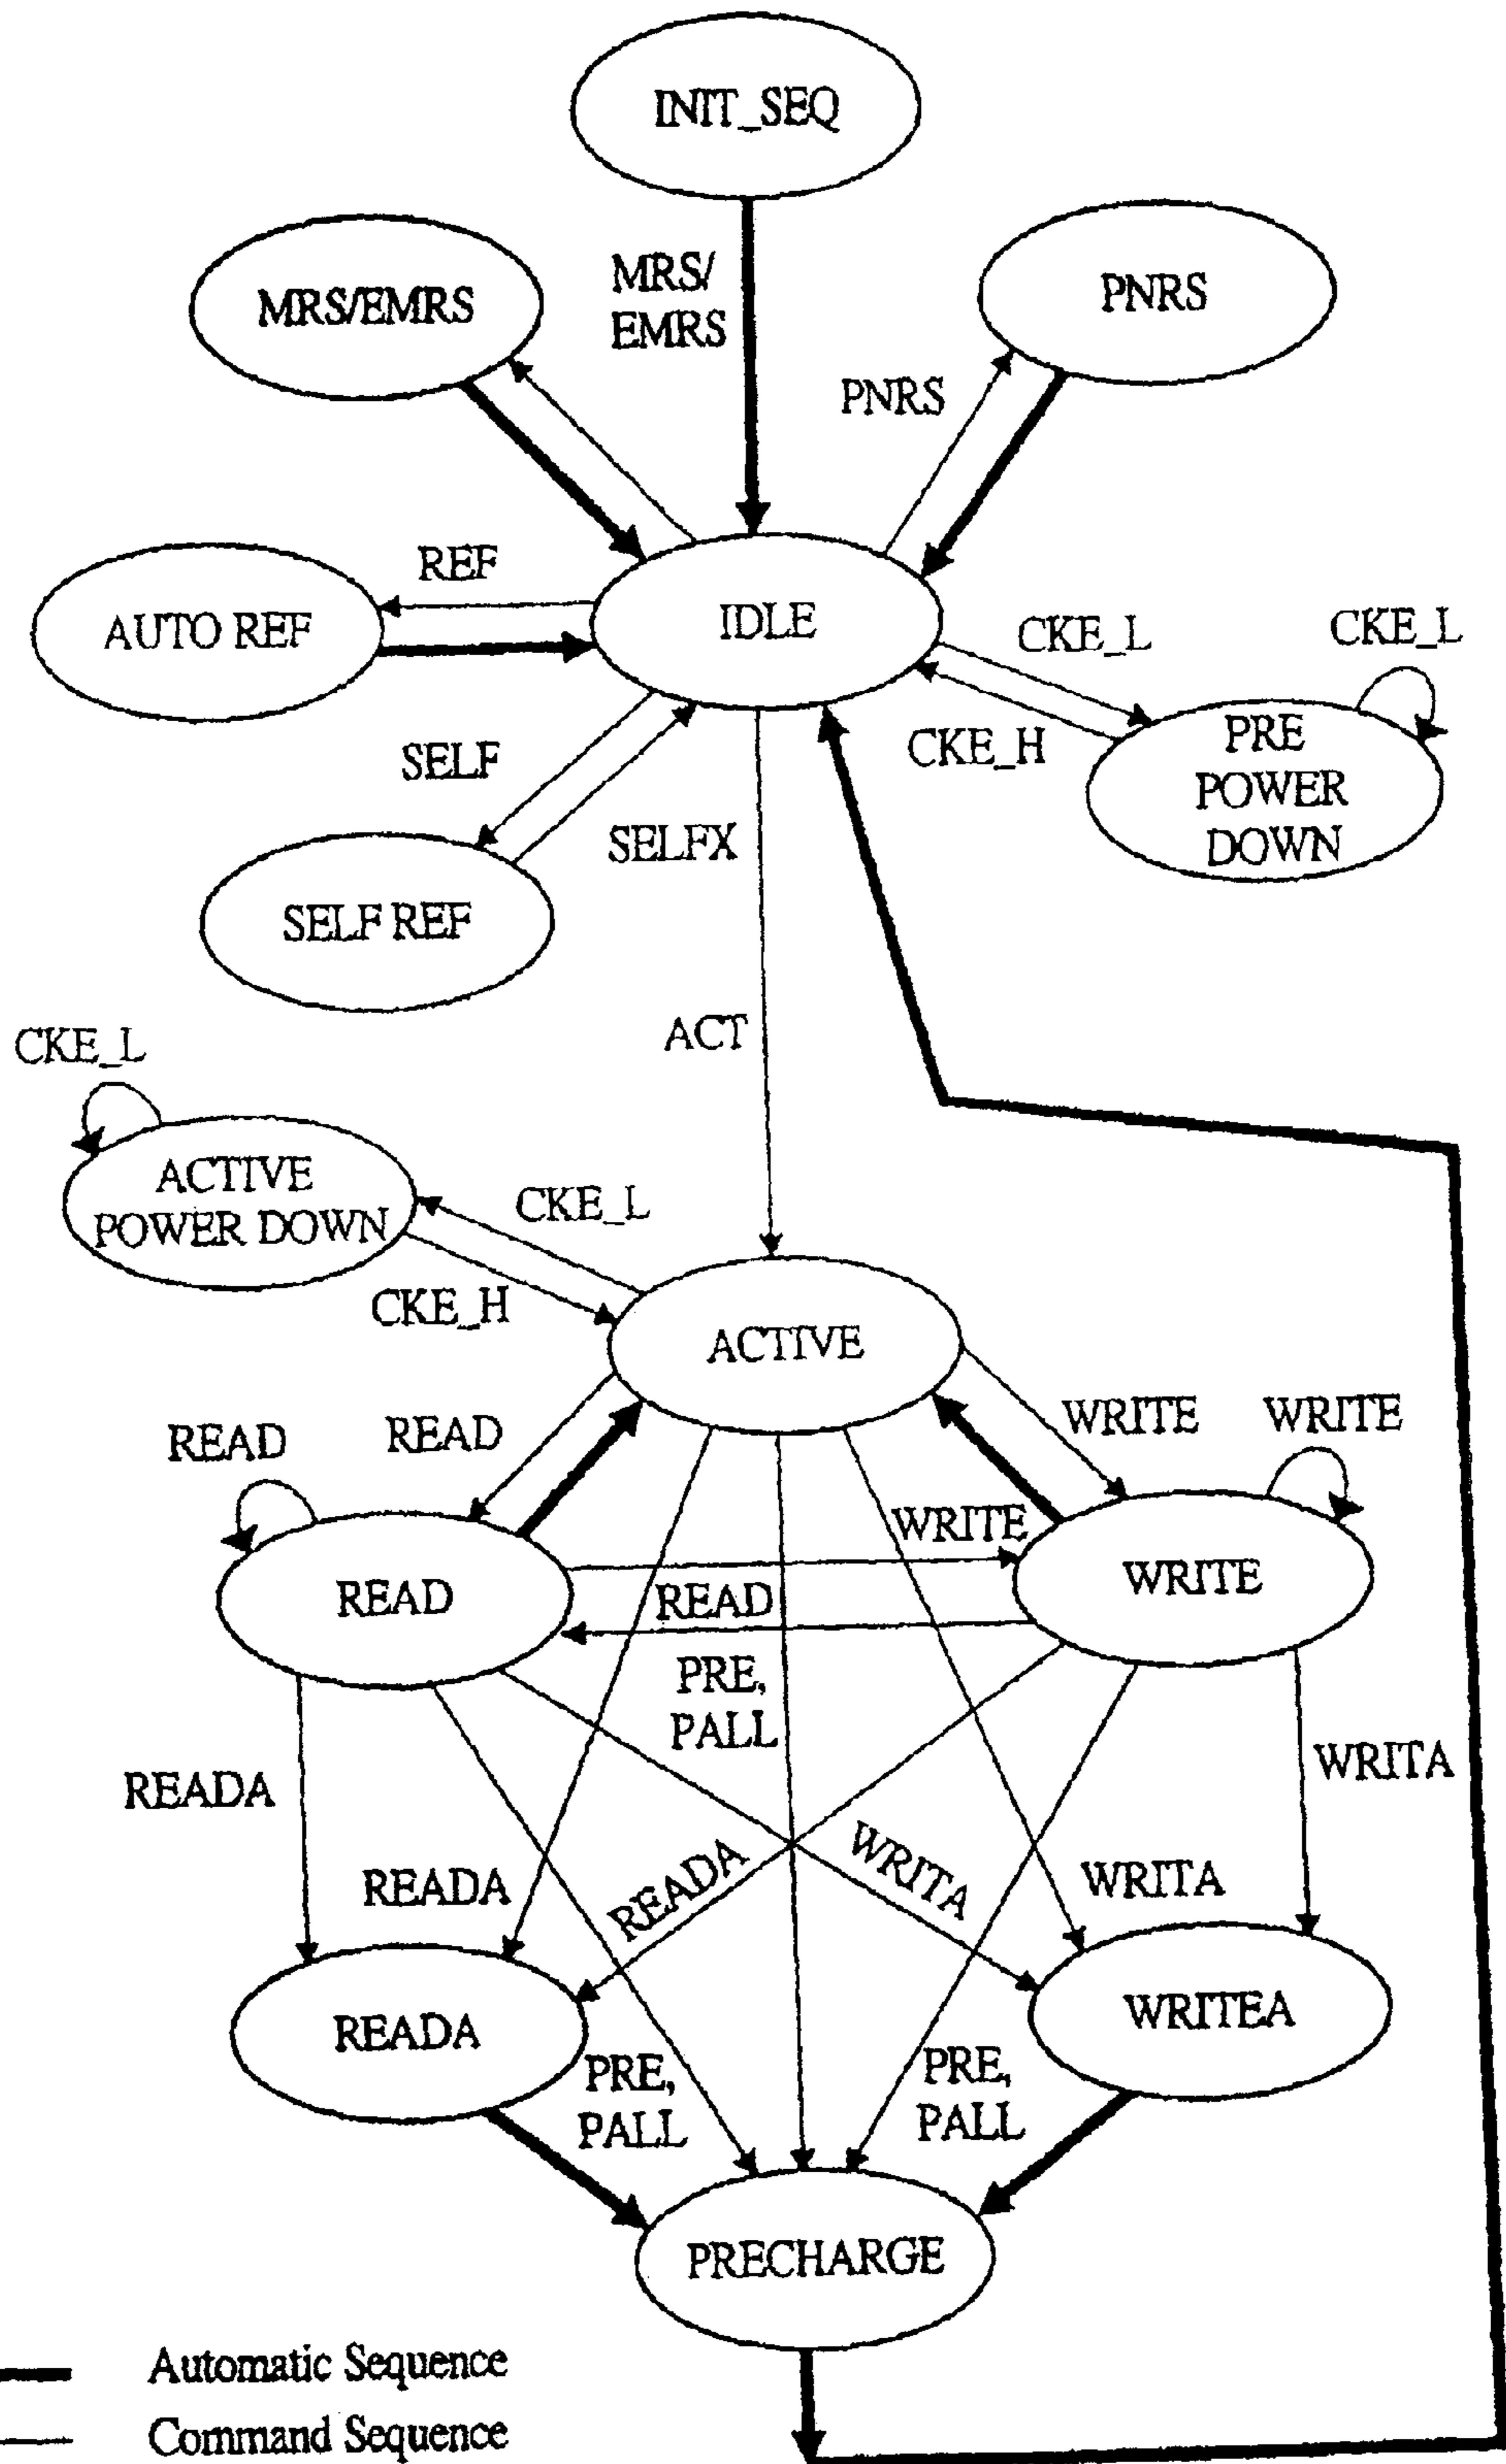 INIT_SEQ
MRS/EMRS
MRS/
EMRS
PNRS
PNRS
REF
AUTO REF
IDLE
CKE_L
CKE_L
CKE_H
PRE
POWER
DOWN
SELF
SELFX
SELF REF
ACT
CKE_L
ACTIVE
POWER DOWN
CKE_L
CKE_H
ACTIVE
READ
READ
WRITE
WRITE
WRITE
READ
READ
WRITE
PRE,
PALL
READA
WRITA
READA
READA
WRITA
WRITA
READA
WRITEA
PRE,
PALL
PRE,
PALL
PRECHARGE
Automatic Sequence
Command Sequence